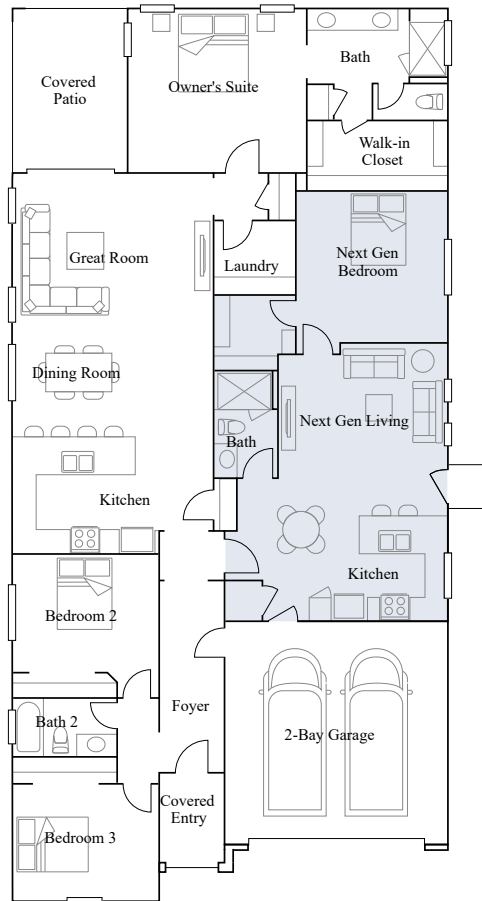 Covered
Patio
Owner's Suite
Bath
Walk-in
Closet
Great Room
Laundry
Next Gen
Bedroom
Dining Room
Bath
Next Gen Living
Kitchen
Kitchen
Bedroom 2
Foyer
Bath 2
2-Bay Garage
Covered
Entry
Bedroom 3